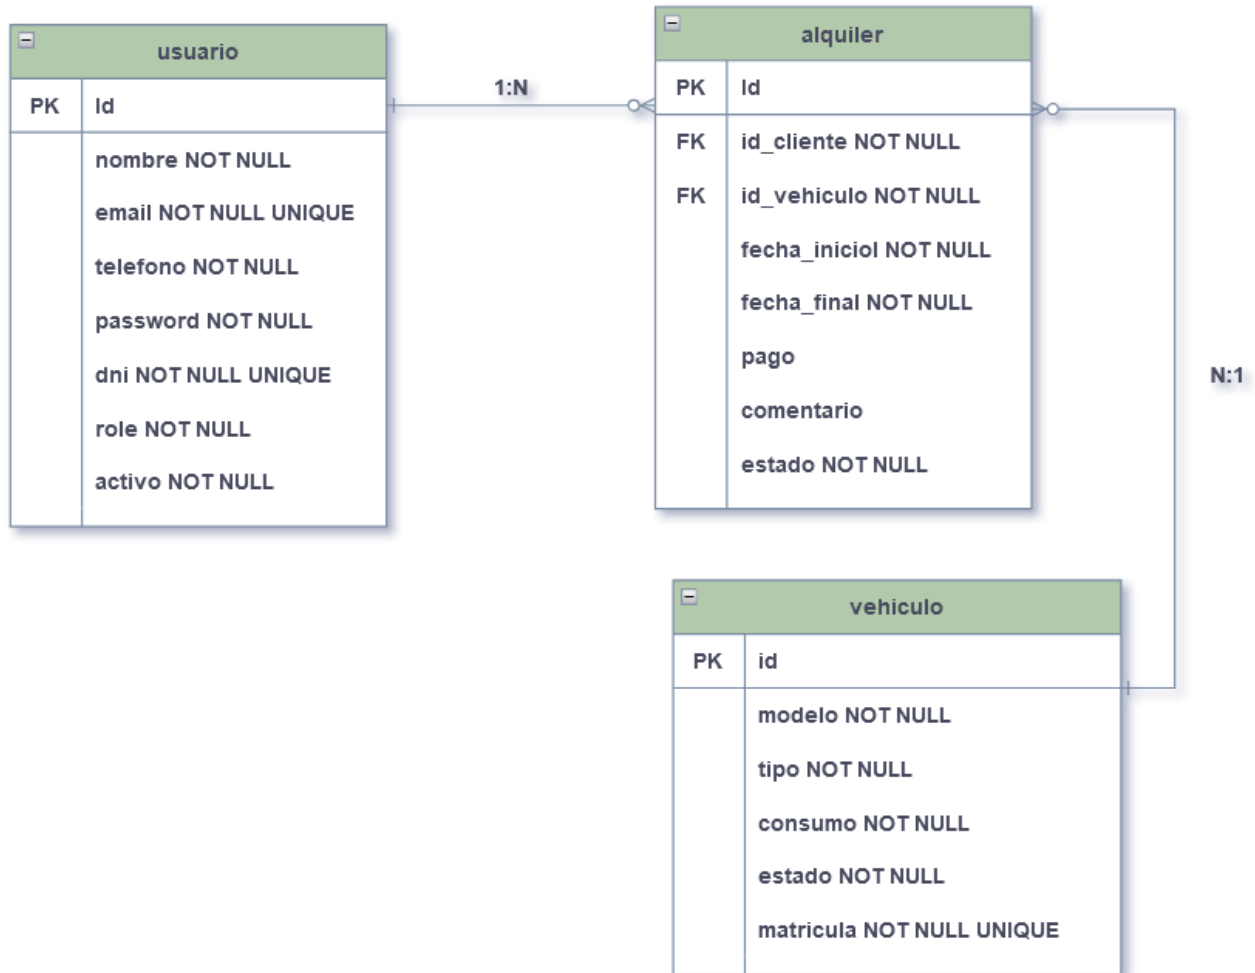 usuario
PK Id
nombre NOT NULL
email NOT NULL UNIQUE
telefono NOT NULL
password NOT NULL
dni NOT NULL UNIQUE
role NOT NULL
activo NOT NULL
1:N
alquiler
PK Id
FK id_cliente NOT NULL
FK id_vehiculo NOT NULL
fecha_iniciol NOT NULL
fecha_final NOT NULL
pago
comentario
estado NOT NULL
N:1
vehiculo
PK id
modelo NOT NULL
tipo NOT NULL
consumo NOT NULL
estado NOT NULL
matricula NOT NULL UNIQUE